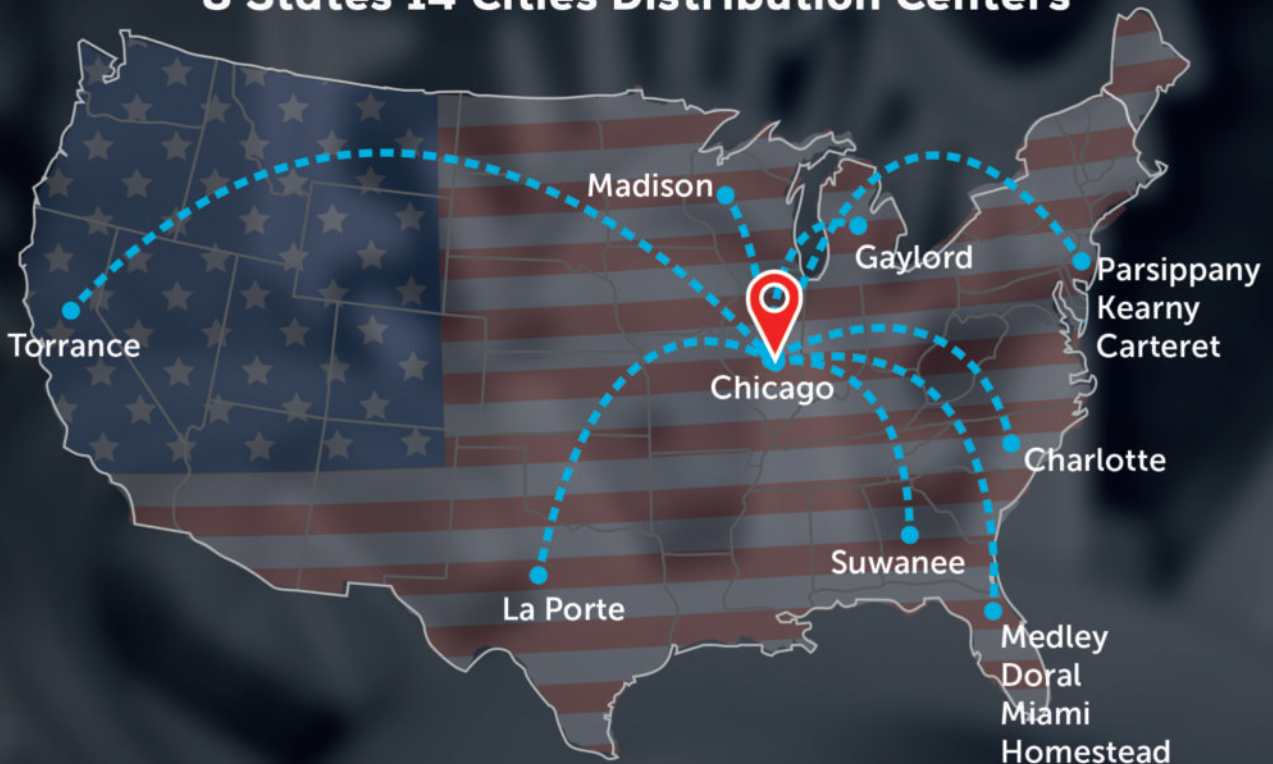 8 States 14 Cities Distribution Centers
Madison
Gaylord
Parsippany
Kearny
Carteret
Torrance
Chicago
Charlotte
Suwanee
La Porte
Medley
Doral
Miami
Homestead